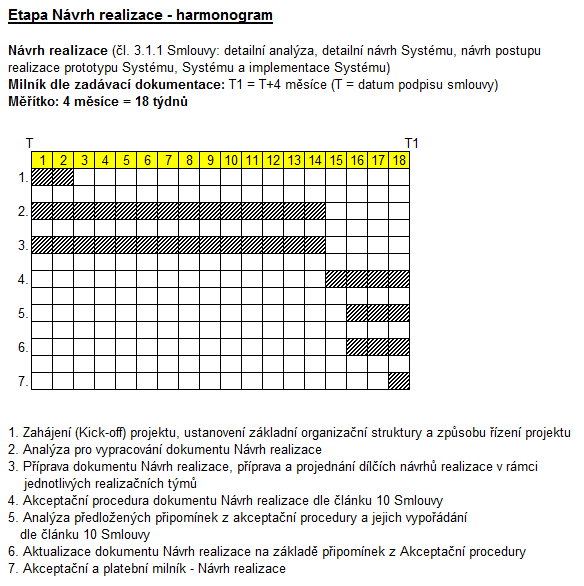 Etapa Návrh realizace - harmonogram
Návrh realizace (čl. 3.1.1 Smlouvy: detailní analýza, detailní návrh Systému, návrh postupu
realizace prototypu Systému, Systému a implementace Systému)
Milník dle zadávací dokumentace: T1 = T+4 měsíce (T = datum podpisu smlouvy)
Měřítko: 4 měsíce = 18 týdnů
T T1
1 2 3 4 5 6 7 8 9 10 11 12 13 14 15 16 17 18
1.
2.
3.
4.
5.
6.
7.
1. Zahájení (Kick-off) projektu, ustanovení základní organizační struktury a způsobu řízení projektu
2. Analýza pro vypracování dokumentu Návrh realizace
3. Příprava dokumentu Návrh realizace, příprava a projednání dílčích návrhů realizace v rámci
jednotlivých realizačních týmů
4. Akceptační procedura dokumentu Návrh realizace dle článku 10 Smlouvy
5. Analýza předložených připomínek z akceptační procedury a jejich vypořádání
dle článku 10 Smlouvy
6. Aktualizace dokumentu Návrh realizace na základě připomínek z Akceptační procedury
7. Akceptační a platební milník - Návrh realizace